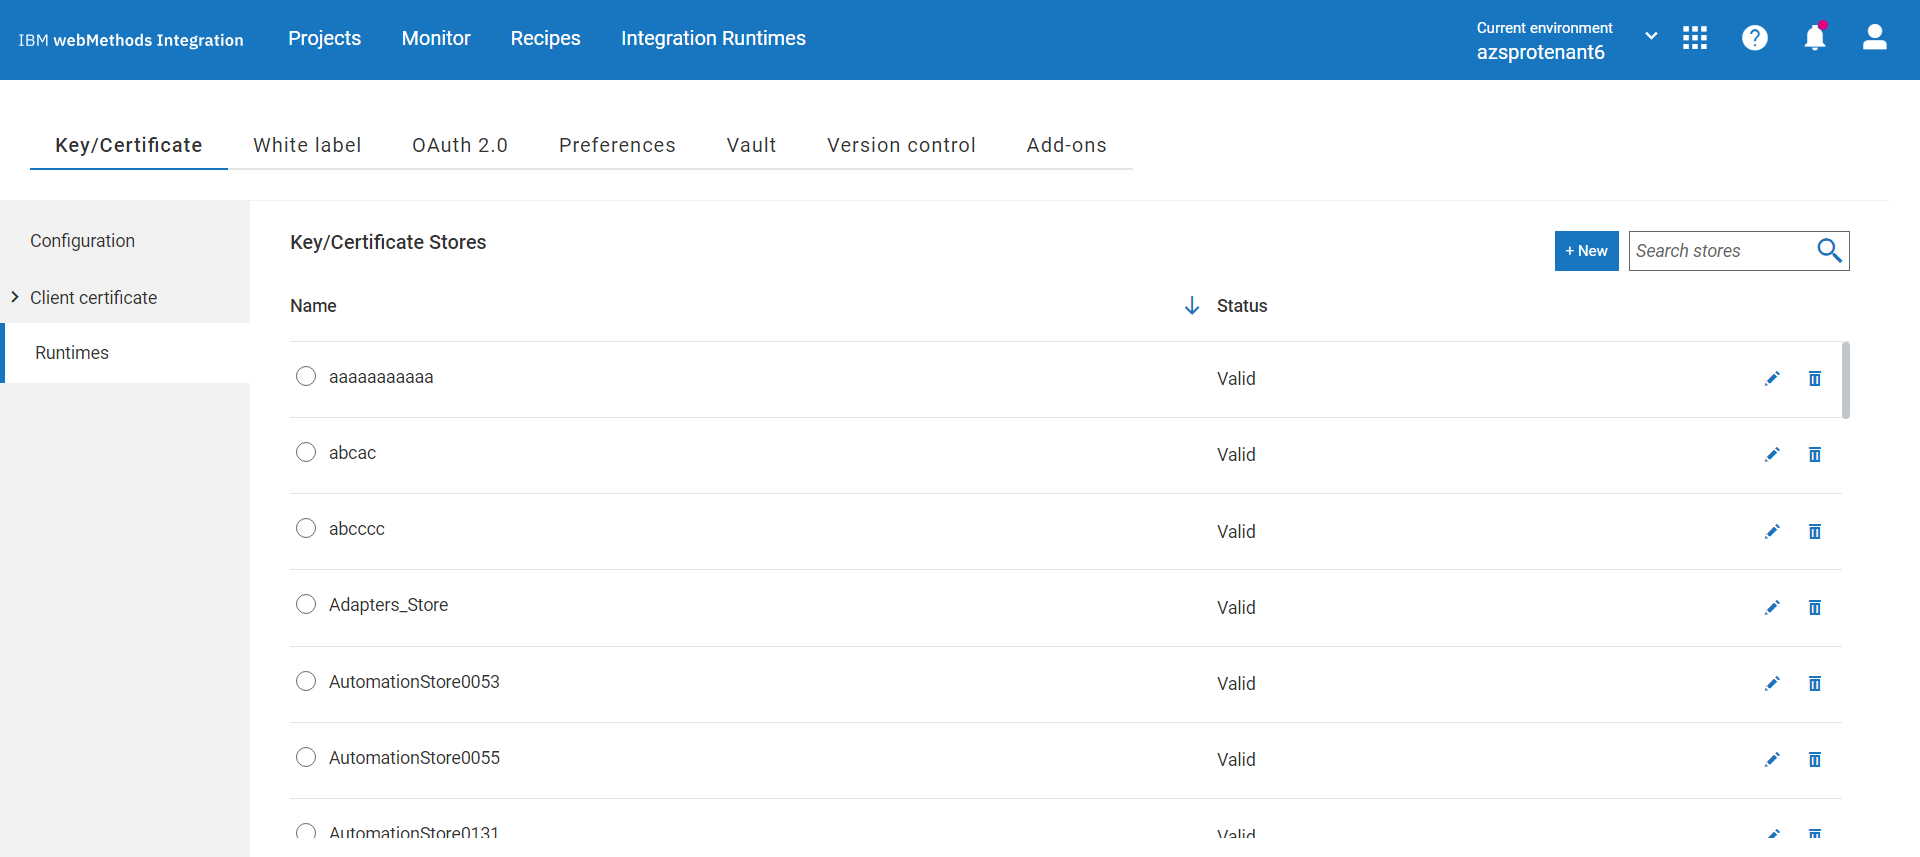 IBM webMethods Integration
Projects
Monitor
Recipes
Integration Runtimes
Current environment
azsprotenant6
Key/Certificate
White label
OAuth 2.0
Preferences
Vault
Version control
Add-ons
Configuration
Client certificate
Runtimes
Key/Certificate Stores
+ New
Search stores
Name
Status
aaaaaaaaaaa
Valid
abcac
Valid
abcccc
Valid
Adapters_Store
Valid
AutomationStore0053
Valid
AutomationStore0055
Valid
AutomationStore0131
Valid